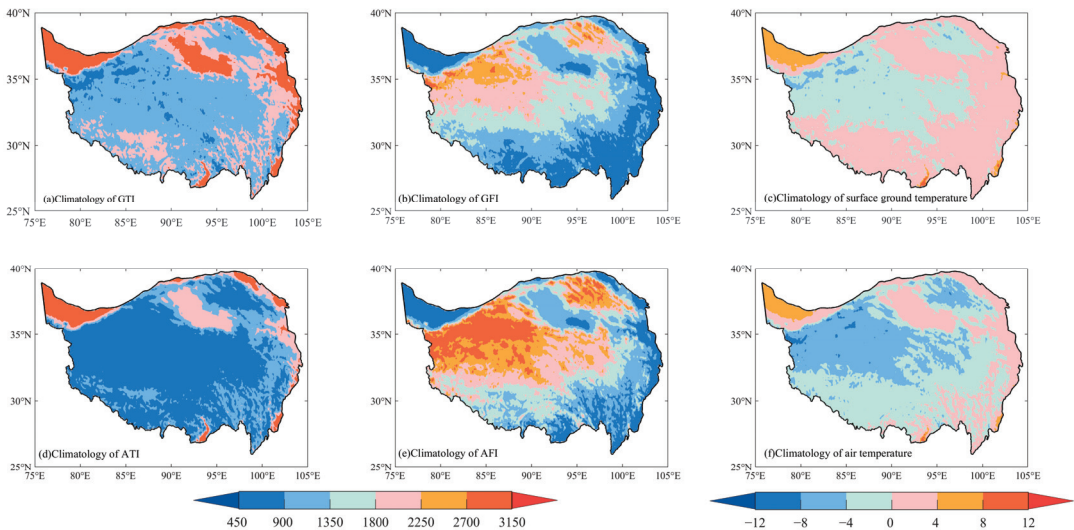 40°N
35°N
30°N
25°N
75°E 80°E 85°E 90°E 95°E 100°E 105°E
(a)Climatology of GTI
40°N
35°N
30°N
25°N
75°E 80°E 85°E 90°E 95°E 100°E 105°E
(b)Climatology of GFI
40°N
35°N
30°N
25°N
75°E 80°E 85°E 90°E 95°E 100°E 105°E
(c)Climatology of surface ground temperature
40°N
35°N
30°N
25°N
75°E 80°E 85°E 90°E 95°E 100°E 105°E
(d)Climatology of ATI
40°N
35°N
30°N
25°N
75°E 80°E 85°E 90°E 95°E 100°E 105°E
(e)Climatology of AFI
40°N
35°N
30°N
25°N
75°E 80°E 85°E 90°E 95°E 100°E 105°E
(f)Climatology of air temperature
450 900 1350 1800 2250 2700 3150
−12 −8 −4 0 4 8 12